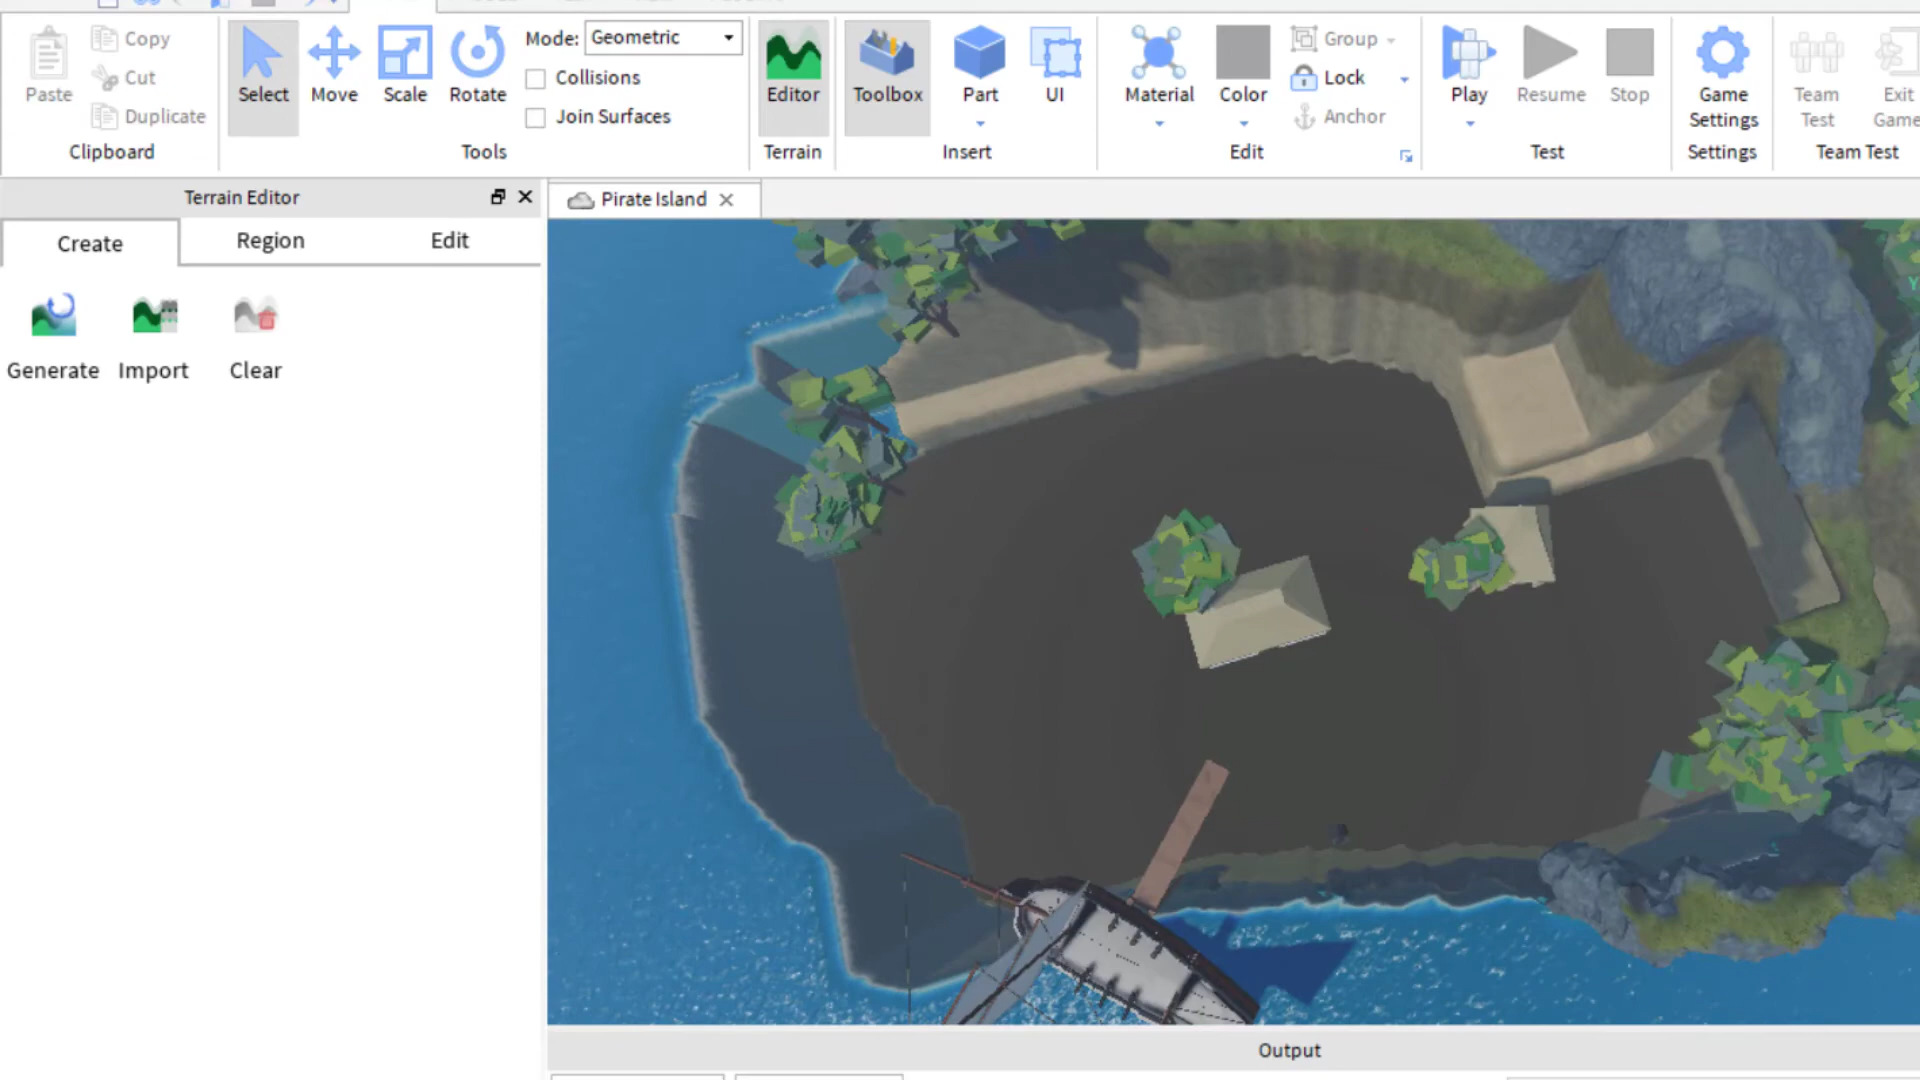 Paste
Copy
Cut
Duplicate
Clipboard
Select
Move
Scale
Rotate
Mode: Geometric
Collisions
Join Surfaces
Tools
Editor
Terrain
Toolbox
Part
UI
Insert
Material
Color
Group
Lock
Anchor
Edit
Play
Resume
Stop
Test
Game
Settings
Settings
Team
Test
Exit
Game
Team Test
Terrain Editor
Create
Region
Edit
Generate
Import
Clear
Pirate Island
Y
Output